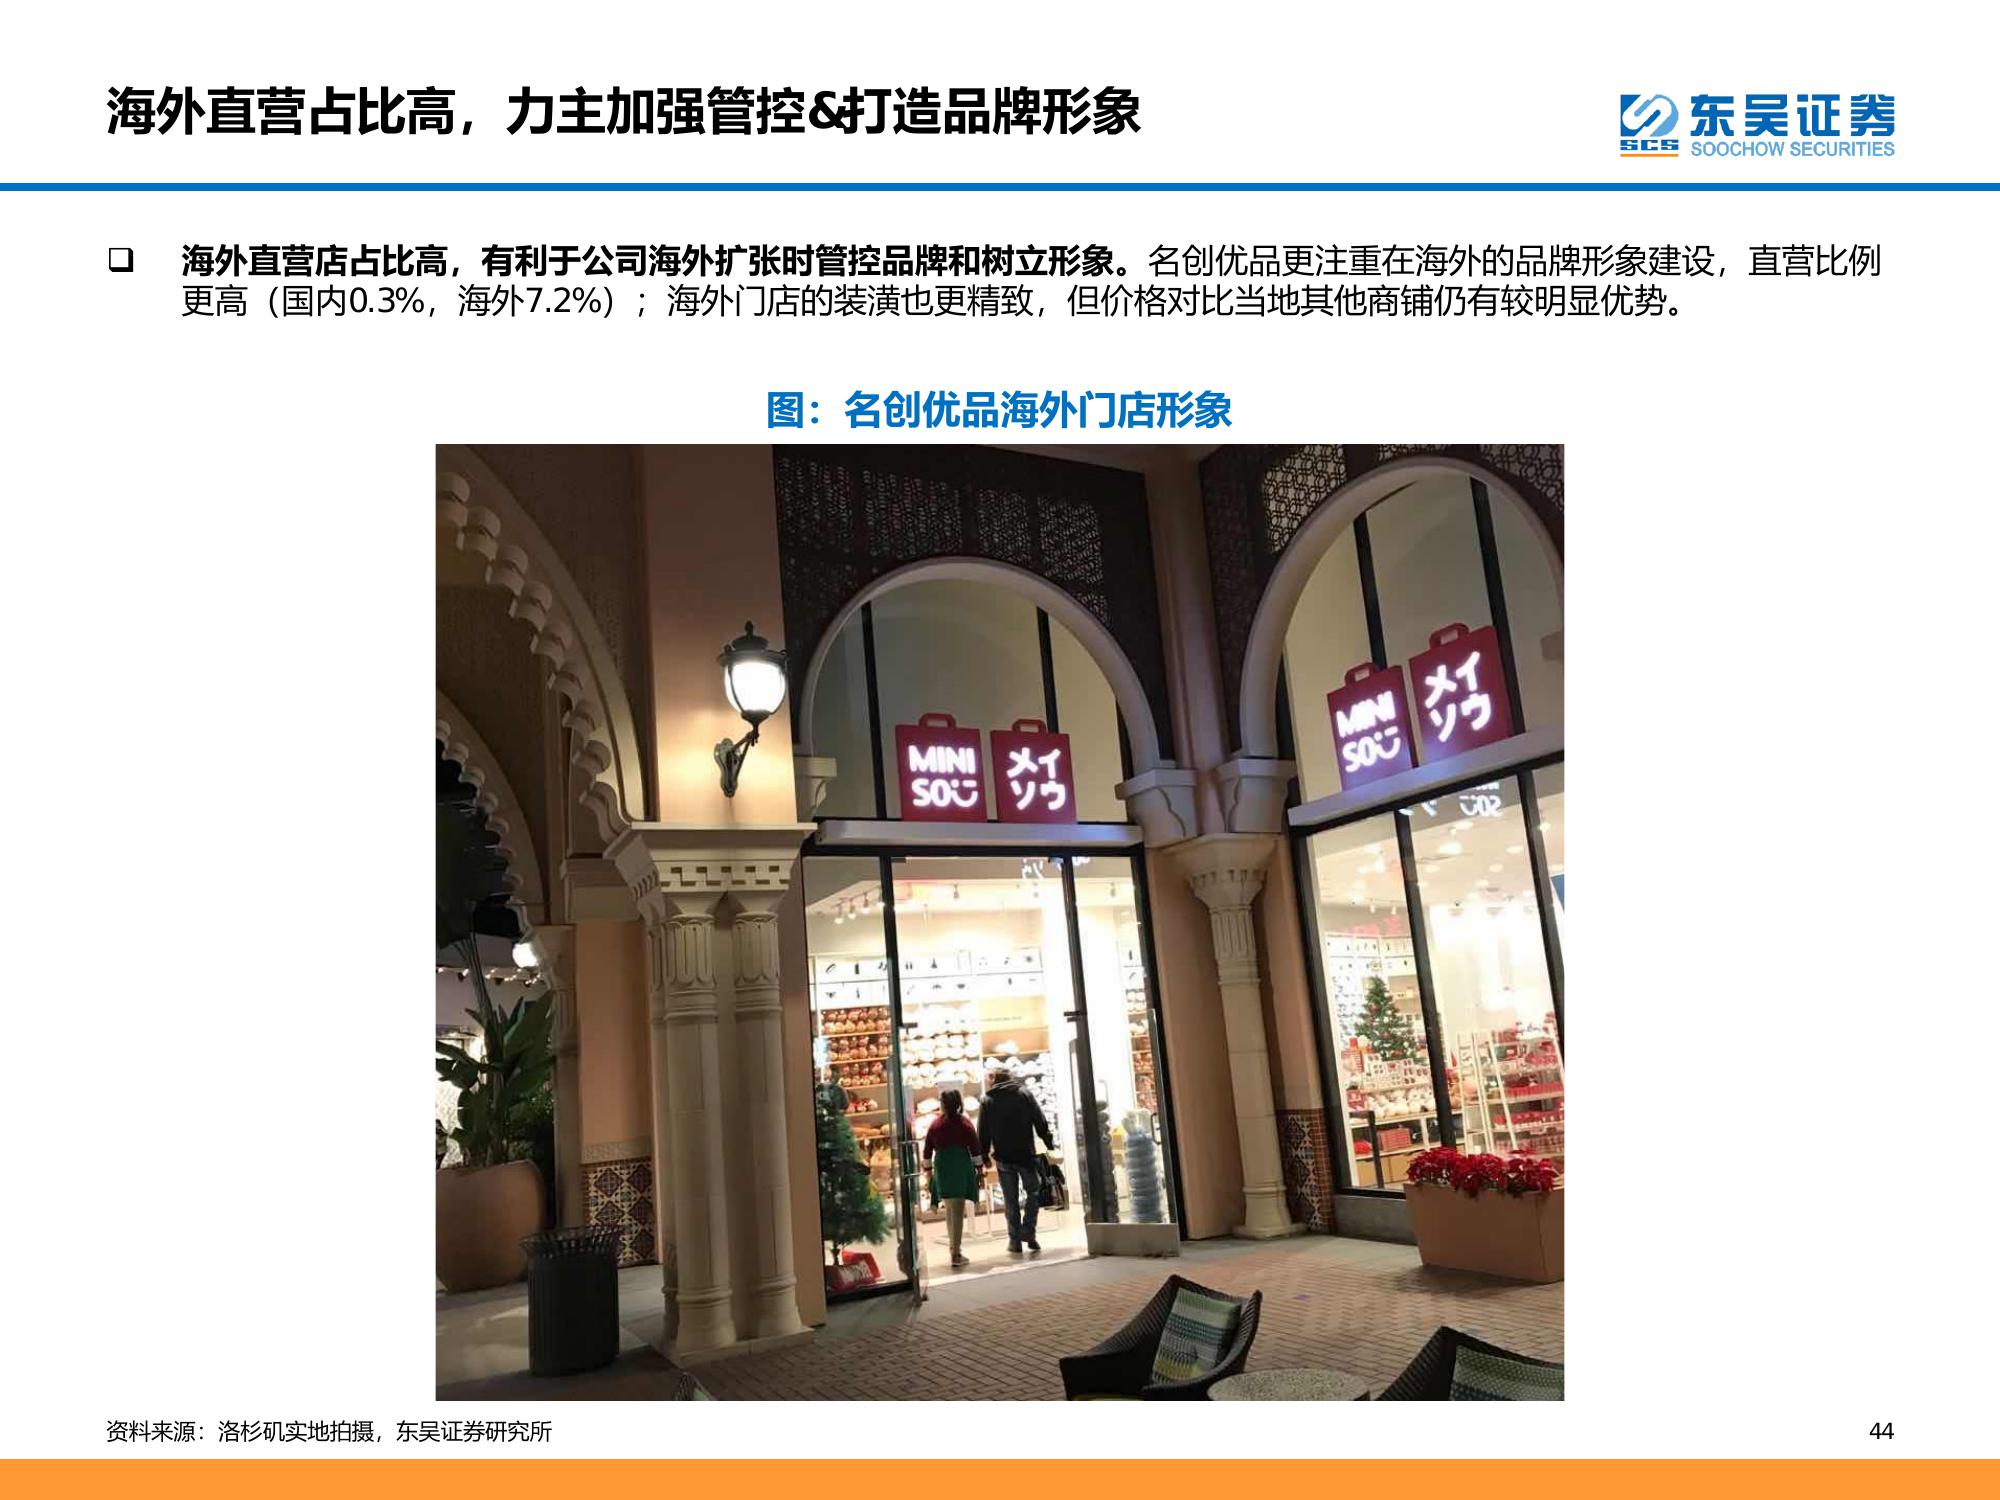 海外直营占比高，力主加强管控&打造品牌形象
SCS
东吴证券
SOOCHOW SECURITIES
海外直营店占比高，有利于公司海外扩张时管控品牌和树立形象。名创优品更注重在海外的品牌形象建设，直营比例
更高（国内0.3%，海外7.2%）；海外门店的装潢也更精致，但价格对比当地其他商铺仍有较明显优势。
图：名创优品海外门店形象
MINI
SO
メイ
ソウ
MINI
SO
メイ
ソウ
资料来源：洛杉矶实地拍摄，东吴证券研究所
44